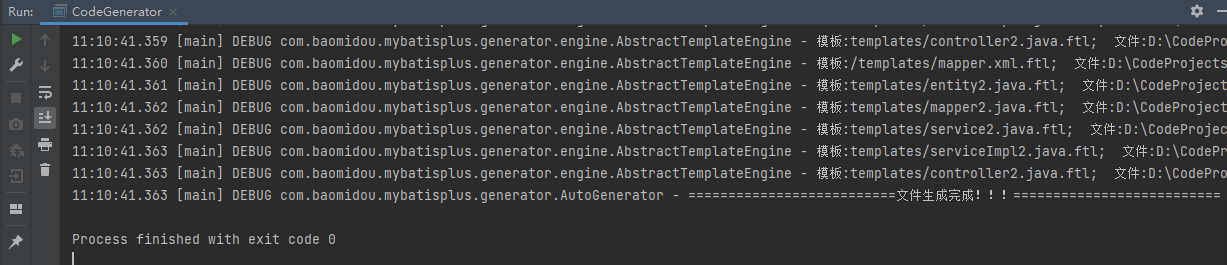 Run: CodeGenerator
11:10:41.359 [main] DEBUG com.baomidou.mybatisplus.generator.engine.AbstractTemplateEngine - 模板:templates/controller2.java.ftl; 文件:D:\CodePro
11:10:41.360 [main] DEBUG com.baomidou.mybatisplus.generator.engine.AbstractTemplateEngine - 模板:/templates/mapper.xml.ftl; 文件:D:\CodeProjects
11:10:41.361 [main] DEBUG com.baomidou.mybatisplus.generator.engine.AbstractTemplateEngine - 模板:templates/entity2.java.ftl; 文件:D:\CodeProject
11:10:41.362 [main] DEBUG com.baomidou.mybatisplus.generator.engine.AbstractTemplateEngine - 模板:templates/mapper2.java.ftl; 文件:D:\CodeProject
11:10:41.362 [main] DEBUG com.baomidou.mybatisplus.generator.engine.AbstractTemplateEngine - 模板:templates/service2.java.ftl; 文件:D:\CodeProjec
11:10:41.363 [main] DEBUG com.baomidou.mybatisplus.generator.engine.AbstractTemplateEngine - 模板:templates/serviceImpl2.java.ftl; 文件:D:\CodeP
11:10:41.363 [main] DEBUG com.baomidou.mybatisplus.generator.engine.AbstractTemplateEngine - 模板:templates/controller2.java.ftl; 文件:D:\CodePro
11:10:41.363 [main] DEBUG com.baomidou.mybatisplus.generator.AutoGenerator - ==========================文件生成完成！！！==========================
Process finished with exit code 0